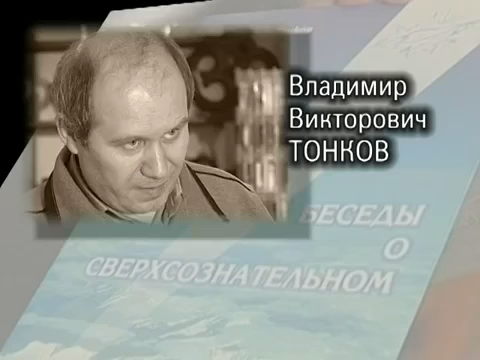 Владимир
Викторович
ТОНКОВ
БЕСЕДЫ
О
СВЕРХСОЗНАТЕЛЬНОМ